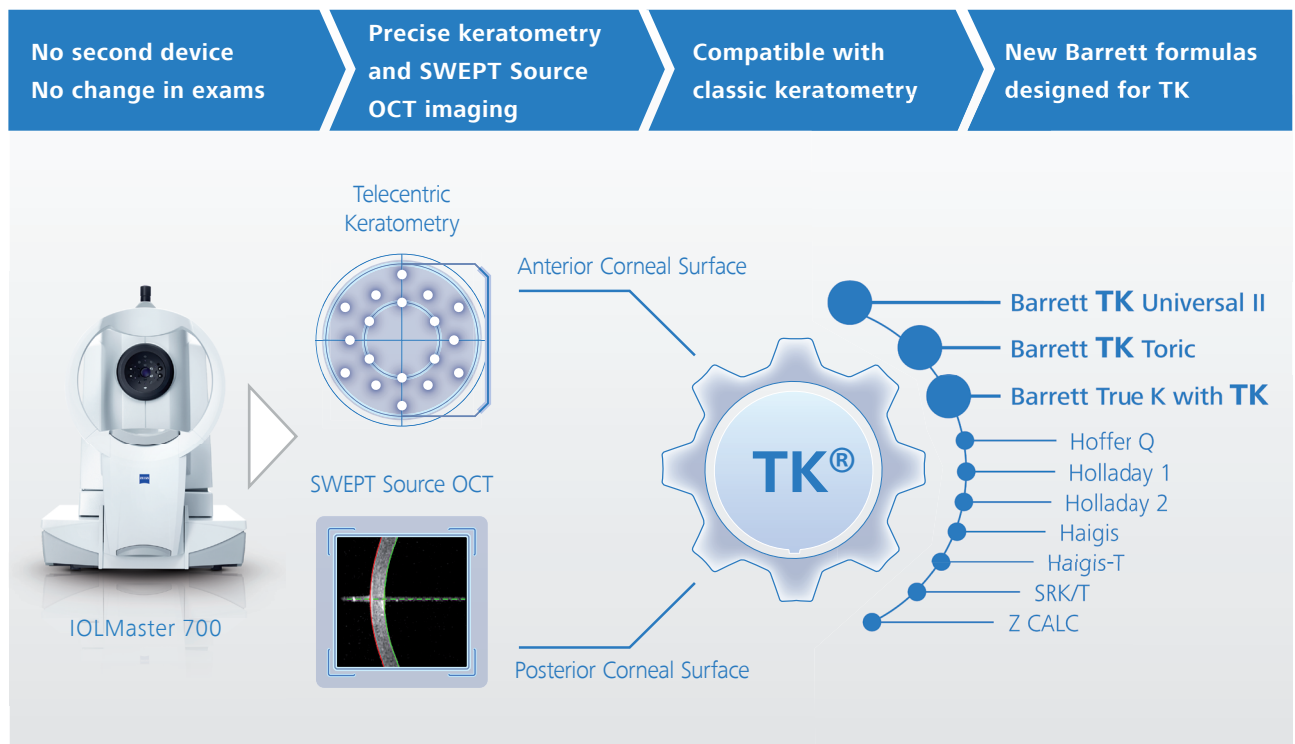 No second device
No change in exams
Precise keratometry
and SWEPT Source
OCT imaging
Compatible with
classic keratometry
New Barrett formulas
designed for TK
Telecentric
Keratometry
Anterior Corneal Surface
Barrett TK Universal II
Barrett TK Toric
Barrett True K with TK
Hoffer Q
Holladay 1
Holladay 2
Haigis
Haigis-T
SRK/T
Z CALC
TK®
SWEPT Source OCT
IOLMaster 700
Posterior Corneal Surface